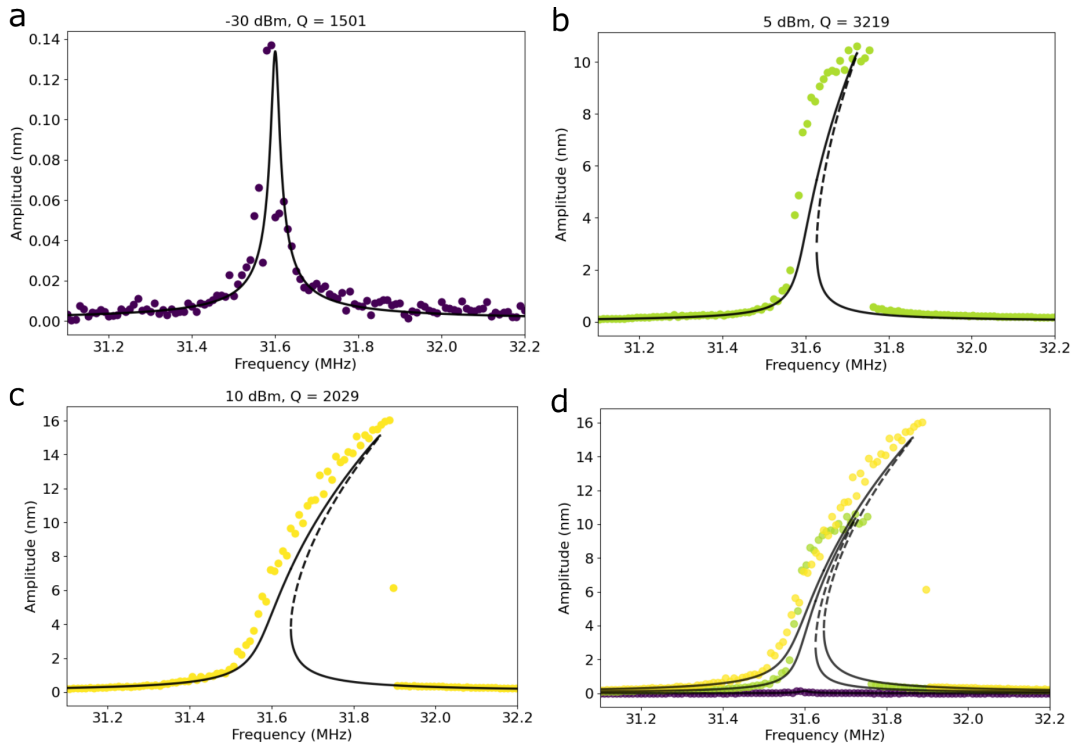 a
-30 dBm, Q = 1501
Amplitude (nm)
0.14
0.12
0.10
0.08
0.06
0.04
0.02
0.00
31.2 31.4 31.6 31.8 32.0 32.2
Frequency (MHz)
b
5 dBm, Q = 3219
Amplitude (nm)
10
8
6
4
2
0
31.2 31.4 31.6 31.8 32.0 32.2
Frequency (MHz)
c
10 dBm, Q = 2029
Amplitude (nm)
16
14
12
10
8
6
4
2
0
31.2 31.4 31.6 31.8 32.0 32.2
Frequency (MHz)
d
Amplitude (nm)
16
14
12
10
8
6
4
2
0
31.2 31.4 31.6 31.8 32.0 32.2
Frequency (MHz)